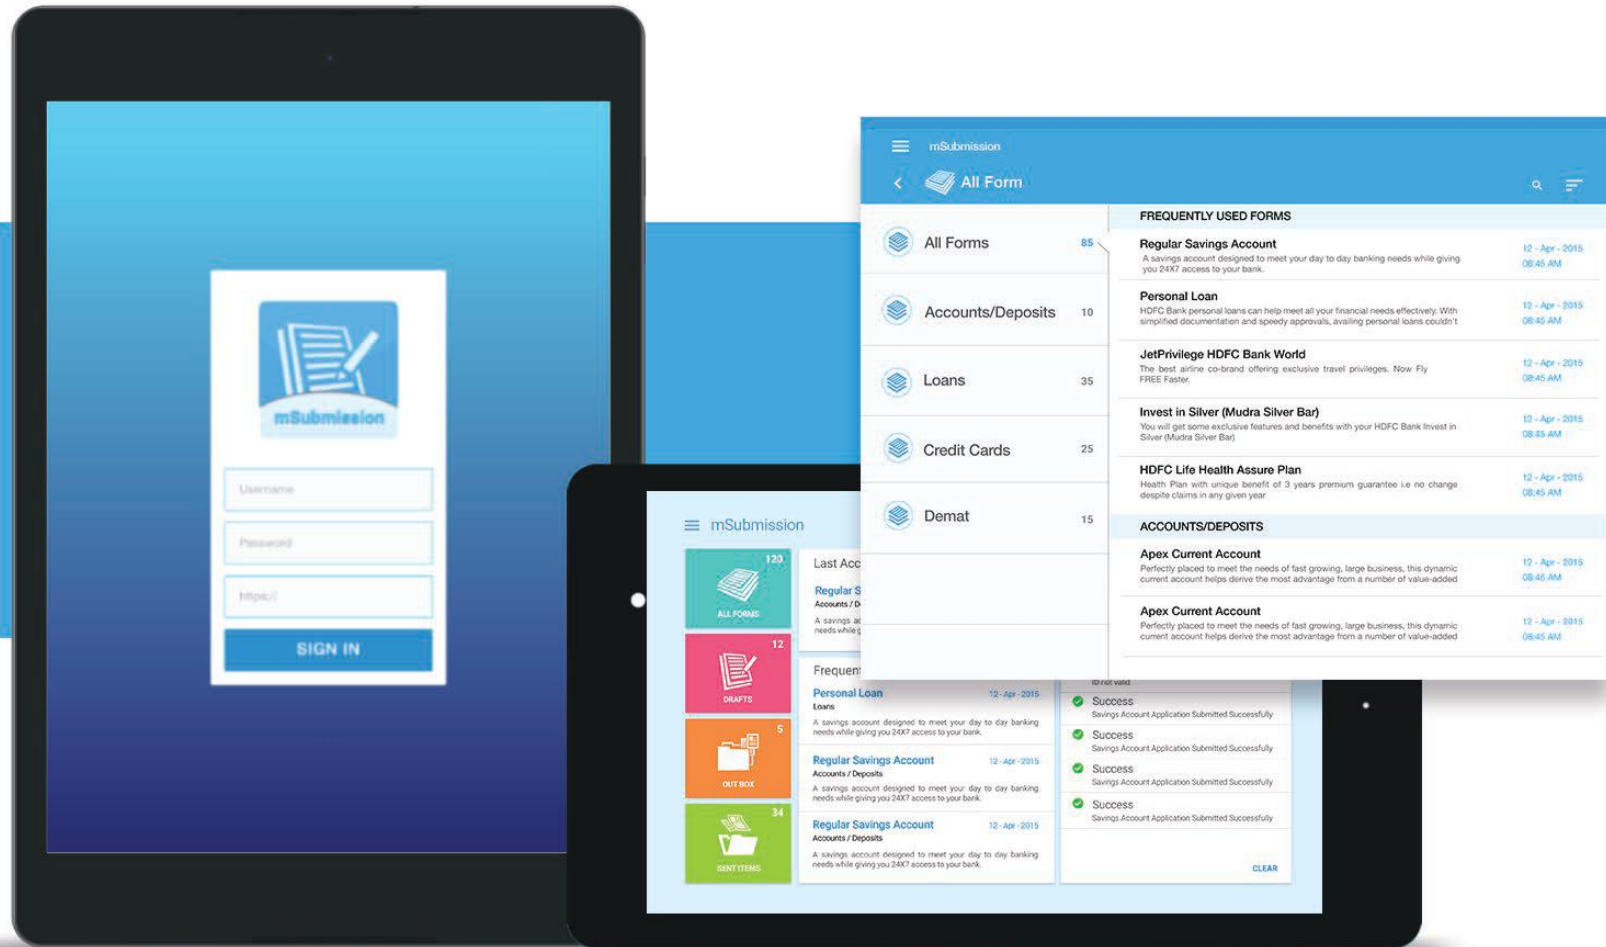 mSubmission
Username
Password
https://
SIGN IN
mSubmission
All Form
All Forms
85
Accounts/Deposits
10
Loans
35
Credit Cards
25
Demat
15
FREQUENTLY USED FORMS
Regular Savings Account
A savings account designed to meet your day to day banking needs while giving
you 24X7 access to your bank.
12 - Apr - 2015
08:45 AM
Personal Loan
HDFC Bank personal loans can help meet all your financial needs effectively. With
simplified documentation and speedy approvals, availing personal loans couldn't
12 - Apr - 2015
08:45 AM
JetPrivilege HDFC Bank World
The best airline co-brand offering exclusive travel privileges. Now Fly
FREE Faster.
12 - Apr - 2015
08:45 AM
Invest in Silver (Mudra Silver Bar)
You will get some exclusive features and benefits with your HDFC Bank Invest in
Silver (Mudra Silver Bar)
12 - Apr - 2015
08:45 AM
HDFC Life Health Assure Plan
Health Plan with unique benefit of 3 years premium guarantee i.e no change
despite claims in any given year
12 - Apr - 2015
08:45 AM
ACCOUNTS/DEPOSITS
Apex Current Account
Perfectly placed to meet the needs of fast growing, large business, this dynamic
current account helps derive the most advantage from a number of value-added
12 - Apr - 2015
08:45 AM
Apex Current Account
Perfectly placed to meet the needs of fast growing, large business, this dynamic
current account helps derive the most advantage from a number of value-added
12 - Apr - 2015
08:45 AM
mSubmission
120
ALL FORMS
12
DRAFTS
5
OUT BOX
34
SENT ITEMS
Last Acc
Regular S
Accounts / D
A savings ac
needs while g
Frequen
Personal Loan
12 - Apr - 2015
Loans
A savings account designed to meet your day to day banking
needs while giving you 24X7 access to your bank.
Regular Savings Account
12 - Apr - 2015
Accounts / Deposits
A savings account designed to meet your day to day banking
needs while giving you 24X7 access to your bank.
Regular Savings Account
12 - Apr - 2015
Accounts / Deposits
A savings account designed to meet your day to day banking
needs while giving you 24X7 access to your bank.
ID not valid
Success
Savings Account Application Submitted Successfully
Success
Savings Account Application Submitted Successfully
Success
Savings Account Application Submitted Successfully
Success
Savings Account Application Submitted Successfully
CLEAR